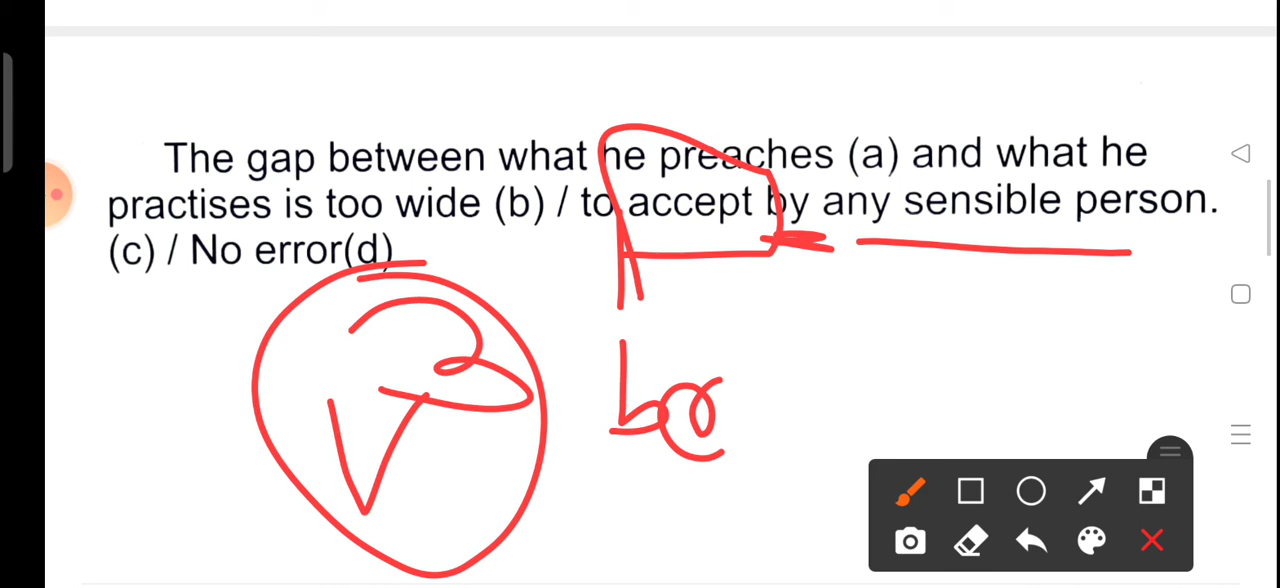 The gap between what he preaches (a) and what he
practises is too wide (b) / to accept by any sensible person.
(c) / No error(d)
V3
be